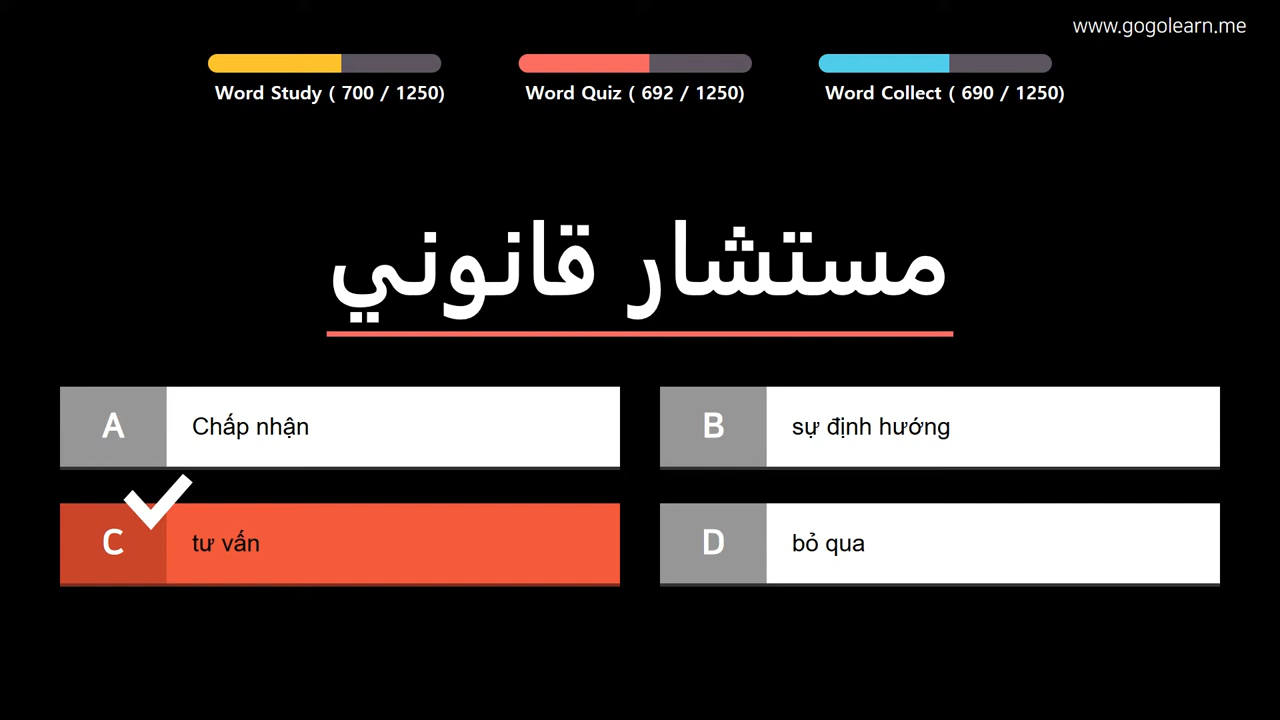 www.gogolearn.me
Word Study ( 700 / 1250)
Word Quiz ( 692 / 1250)
Word Collect ( 690 / 1250)
مستشار قانوني
A Chấp nhận
B sự định hướng
C tư vấn
D bỏ qua